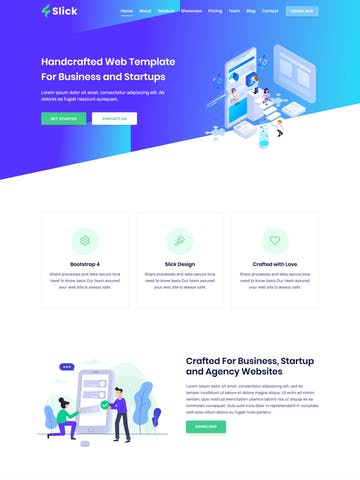 Slick
Home About Services Showcase Pricing Team Blog Contact
Handcrafted Web Template
For Business and Startups
Lorem ipsum dolor sit amet, consectetur adipiscing elit. Ab
dolores ea fugiat nesciunt quisquam.
GET STARTED CONTACT US
Bootstrap 4
Share processes and data secure lona
need to know basis Our team assured
your web site is always safe.
Slick Design
Share processes and data secure lona
need to know basis Our team assured
your web site is always safe.
Crafted with Love
Share processes and data secure lona
need to know basis Our team assured
your web site is always safe.
Crafted For Business, Startup
and Agency Websites
Lorem ipsum dolor sit amet, consectetur adipiscing elit, sed do
eiusmod tempor incididunt ut labore et dolore magna aliqua. Ut
enim ad minim veniam, quis nostrud exercitation ullamco
laboris nisi ut aliquip ex ea
commodo consequat. Duis aute irure dolor in reprehenderit in voluptate
velit esse cillum dolore eu fugiat nulla pariatur.
DOWNLOAD